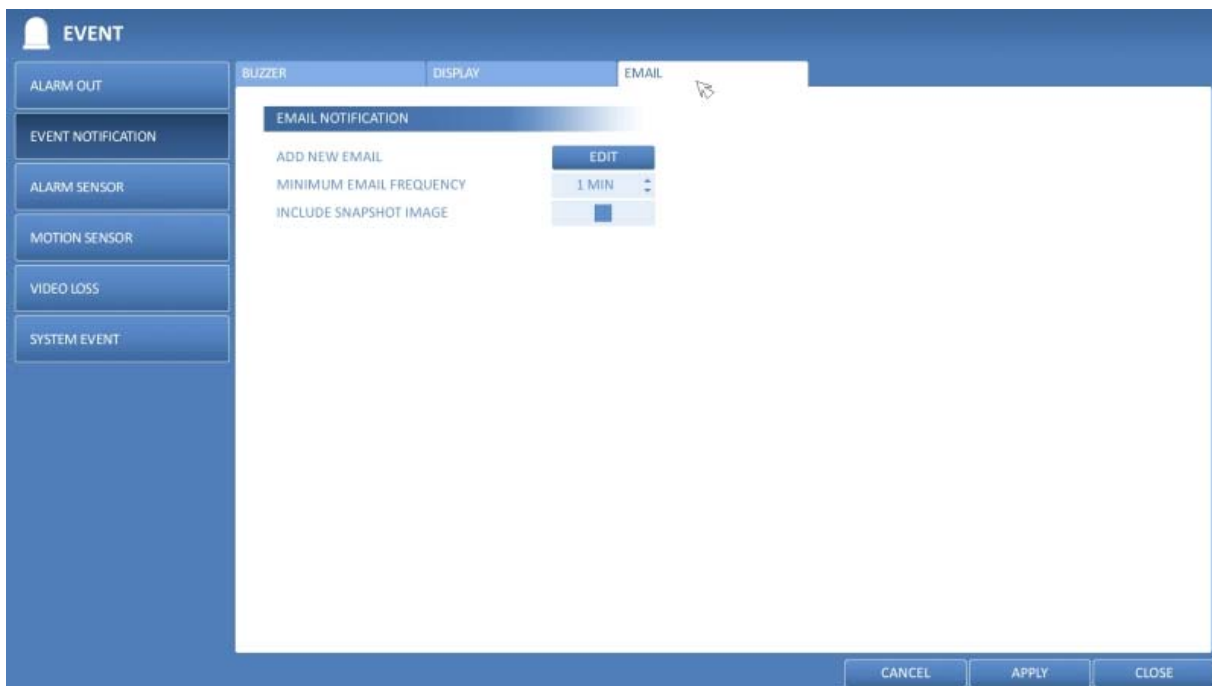 EVENT
ALARM OUT
EVENT NOTIFICATION
ALARM SENSOR
MOTION SENSOR
VIDEO LOSS
SYSTEM EVENT
BUZZER DISPLAY EMAIL
EMAIL NOTIFICATION
ADD NEW EMAIL EDIT
MINIMUM EMAIL FREQUENCY 1 MIN
INCLUDE SNAPSHOT IMAGE
CANCEL APPLY CLOSE